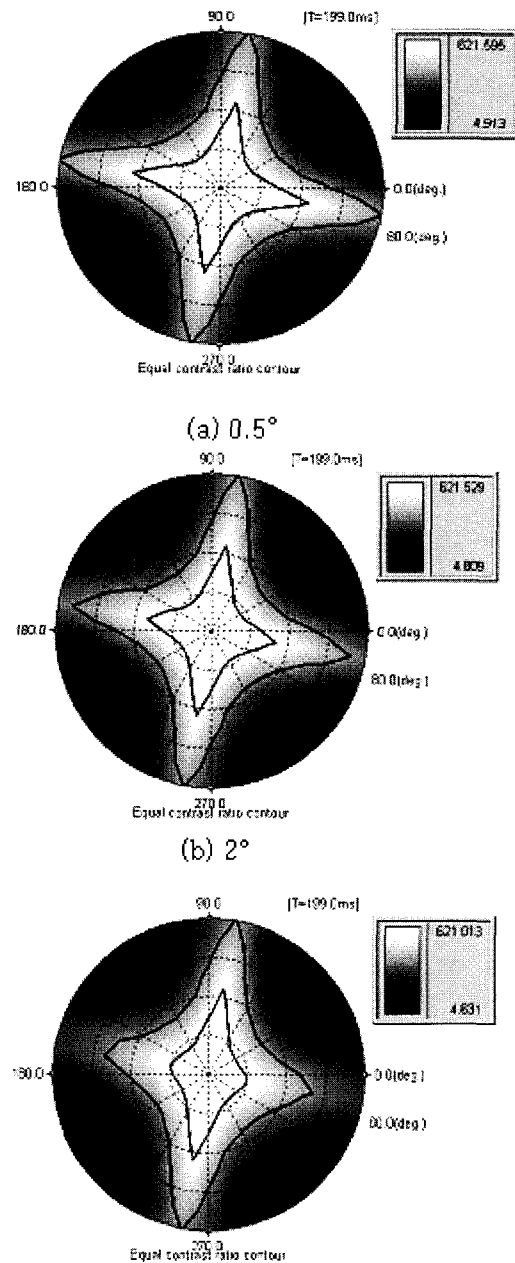 90.0 [T=199.0ms]
621.595
4.913
180.0 0.0(deg.)
80.0(deg.)
270.0
Equal contrast ratio contour
(a) 0.5°
90.0 [T=199.0ms]
621.529
4.809
180.0 0.0(deg.)
80.0(deg.)
270.0
Equal contrast ratio contour
(b) 2°
90.0 [T=199.0ms]
621.013
4.631
180.0 0.0(deg.)
80.0(deg.)
270.0
Equal contrast ratio contour